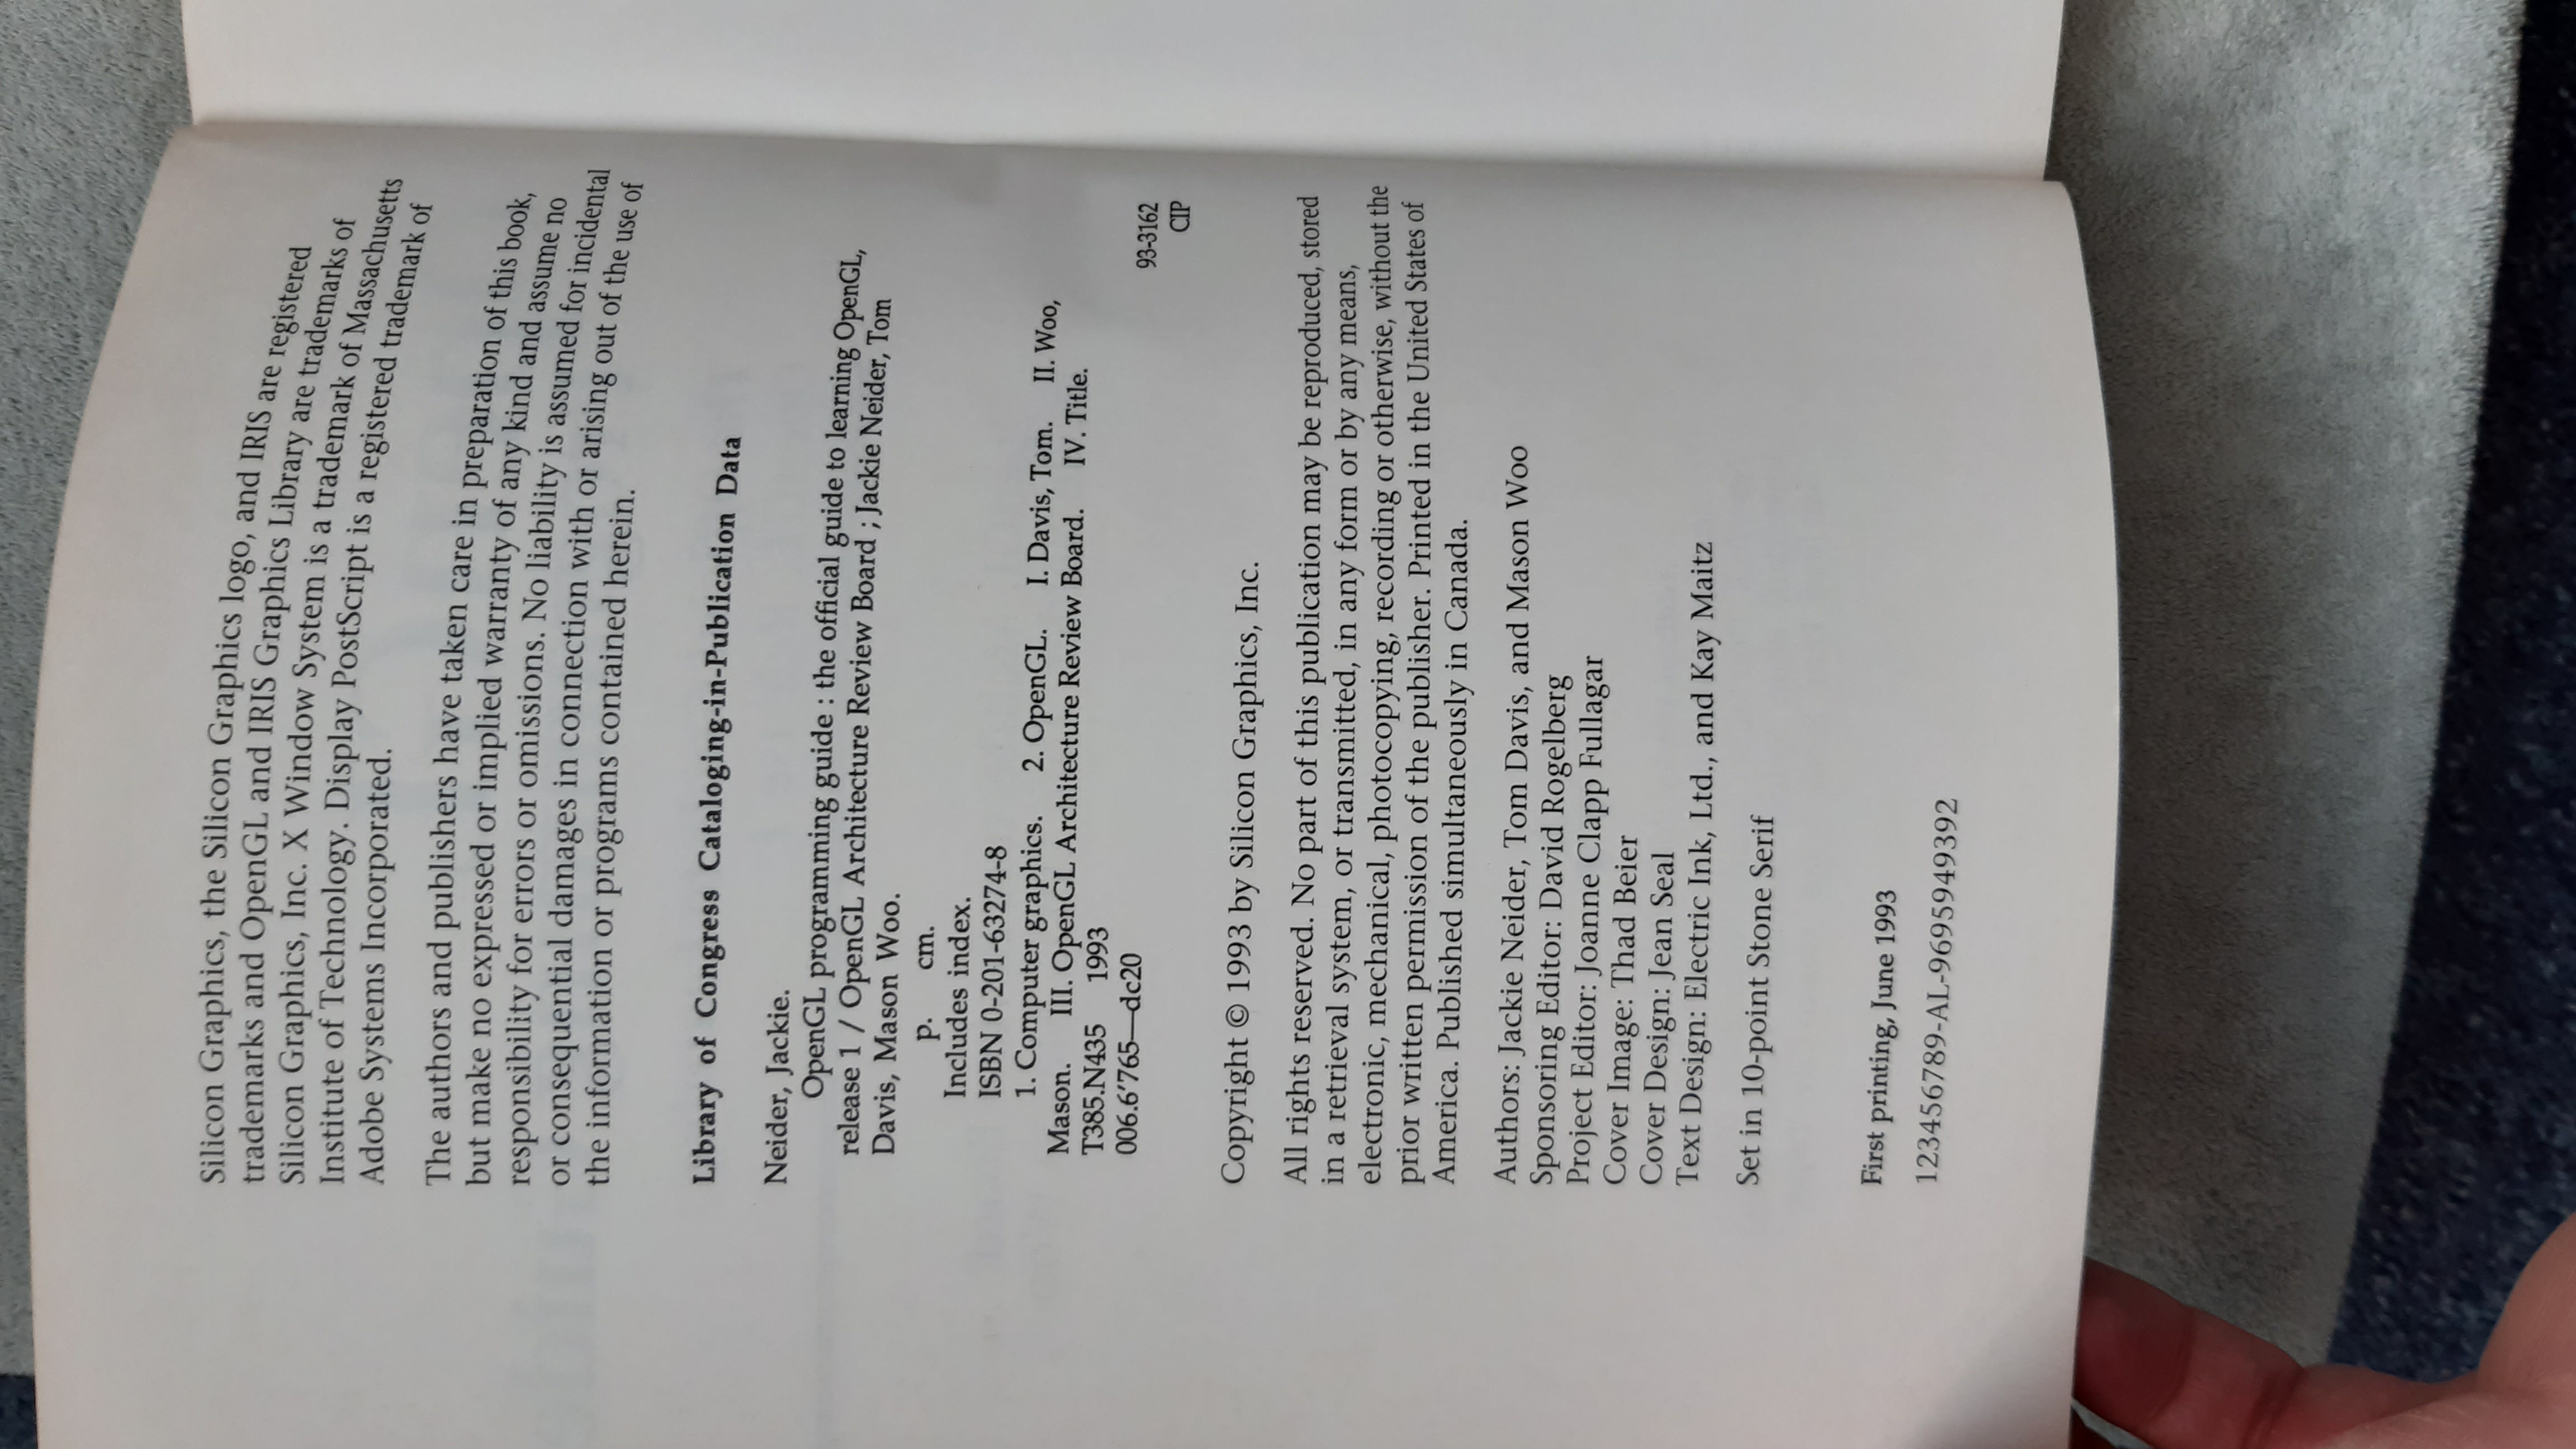 Silicon Graphics, the Silicon Graphics logo, and IRIS are registered
trademarks and OpenGL and IRIS Graphics Library are trademarks of
Silicon Graphics, Inc. X Window System is a trademark of Massachusetts
Institute of Technology. Display PostScript is a registered trademark of
Adobe Systems Incorporated.
The authors and publishers have taken care in preparation of this book,
but make no expressed or implied warranty of any kind and assume no
responsibility for errors or omissions. No liability is assumed for incidental
or consequential damages in connection with or arising out of the use of
the information or programs contained herein.
Library of Congress Cataloging-in-Publication Data
Neider, Jackie.
OpenGL programming guide : the official guide to learning OpenGL,
release 1 / OpenGL Architecture Review Board ; Jackie Neider, Tom
Davis, Mason Woo.
p. cm.
Includes index.
ISBN 0-201-63274-8
1. Computer graphics. 2. OpenGL. I. Davis, Tom. II. Woo,
Mason. III. OpenGL Architecture Review Board. IV. Title.
T385.N435 1993
006.6'765—dc20
93-3162
CIP
Copyright © 1993 by Silicon Graphics, Inc.
All rights reserved. No part of this publication may be reproduced, stored
in a retrieval system, or transmitted, in any form or by any means,
electronic, mechanical, photocopying, recording or otherwise, without the
prior written permission of the publisher. Printed in the United States of
America. Published simultaneously in Canada.
Authors: Jackie Neider, Tom Davis, and Mason Woo
Sponsoring Editor: David Rogelberg
Project Editor: Joanne Clapp Fullagar
Cover Image: Thad Beier
Cover Design: Jean Seal
Text Design: Electric Ink, Ltd., and Kay Maitz
Set in 10-point Stone Serif
First printing, June 1993
123456789-AL-9695949392